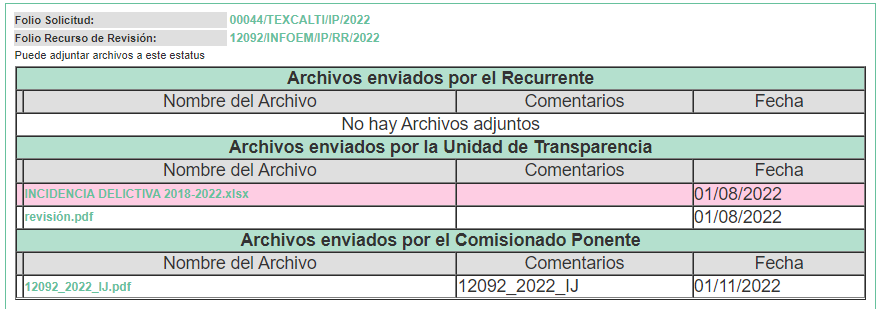 Folio Solicitud: 00044/TEXCALTI/IP/2022
Folio Recurso de Revisión: 12092/INFOEM/IP/RR/2022
Puede adjuntar archivos a este estatus
Archivos enviados por el Recurrente
Nombre del Archivo Comentarios Fecha
No hay Archivos adjuntos
Archivos enviados por la Unidad de Transparencia
Nombre del Archivo Comentarios Fecha
INCIDENCIA DELICTIVA 2018-2022.xlsx 01/08/2022
revisión.pdf 01/08/2022
Archivos enviados por el Comisionado Ponente
Nombre del Archivo Comentarios Fecha
12092_2022_IJ.pdf 12092_2022_IJ 01/11/2022